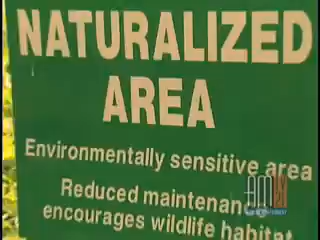 NATURALIZED
AREA
Environmentally sensitive area
Reduced maintenan
encourages wildlife habitat